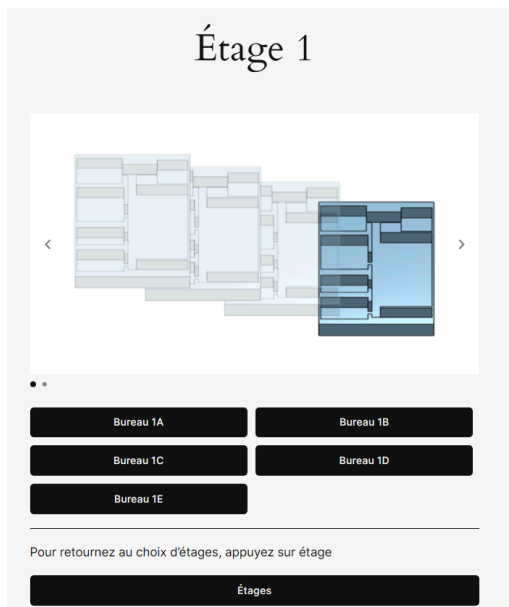 Étage 1
Bureau 1A
Bureau 1B
Bureau 1C
Bureau 1D
Bureau 1E
Pour retournez au choix d'étages, appuyez sur étage
Étages